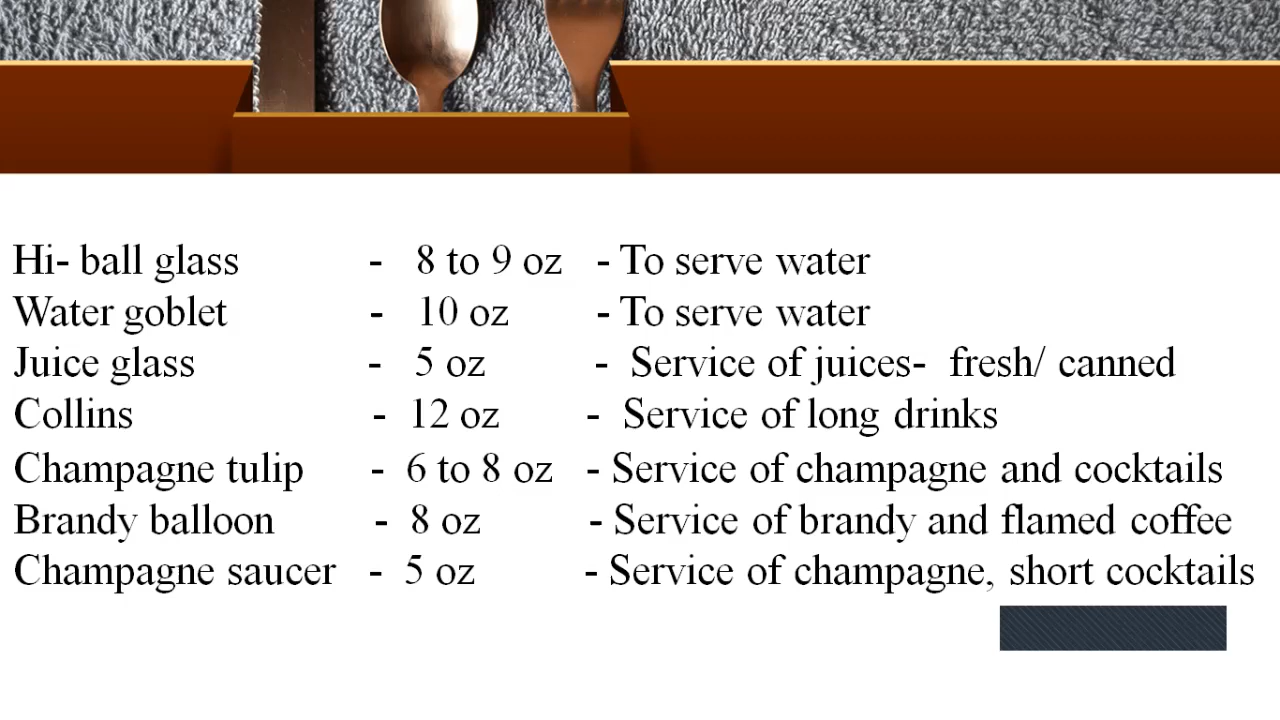 Hi- ball glass - 8 to 9 oz - To serve water
Water goblet - 10 oz - To serve water
Juice glass - 5 oz - Service of juices- fresh/ canned
Collins - 12 oz - Service of long drinks
Champagne tulip - 6 to 8 oz - Service of champagne and cocktails
Brandy balloon - 8 oz - Service of brandy and flamed coffee
Champagne saucer - 5 oz - Service of champagne, short cocktails